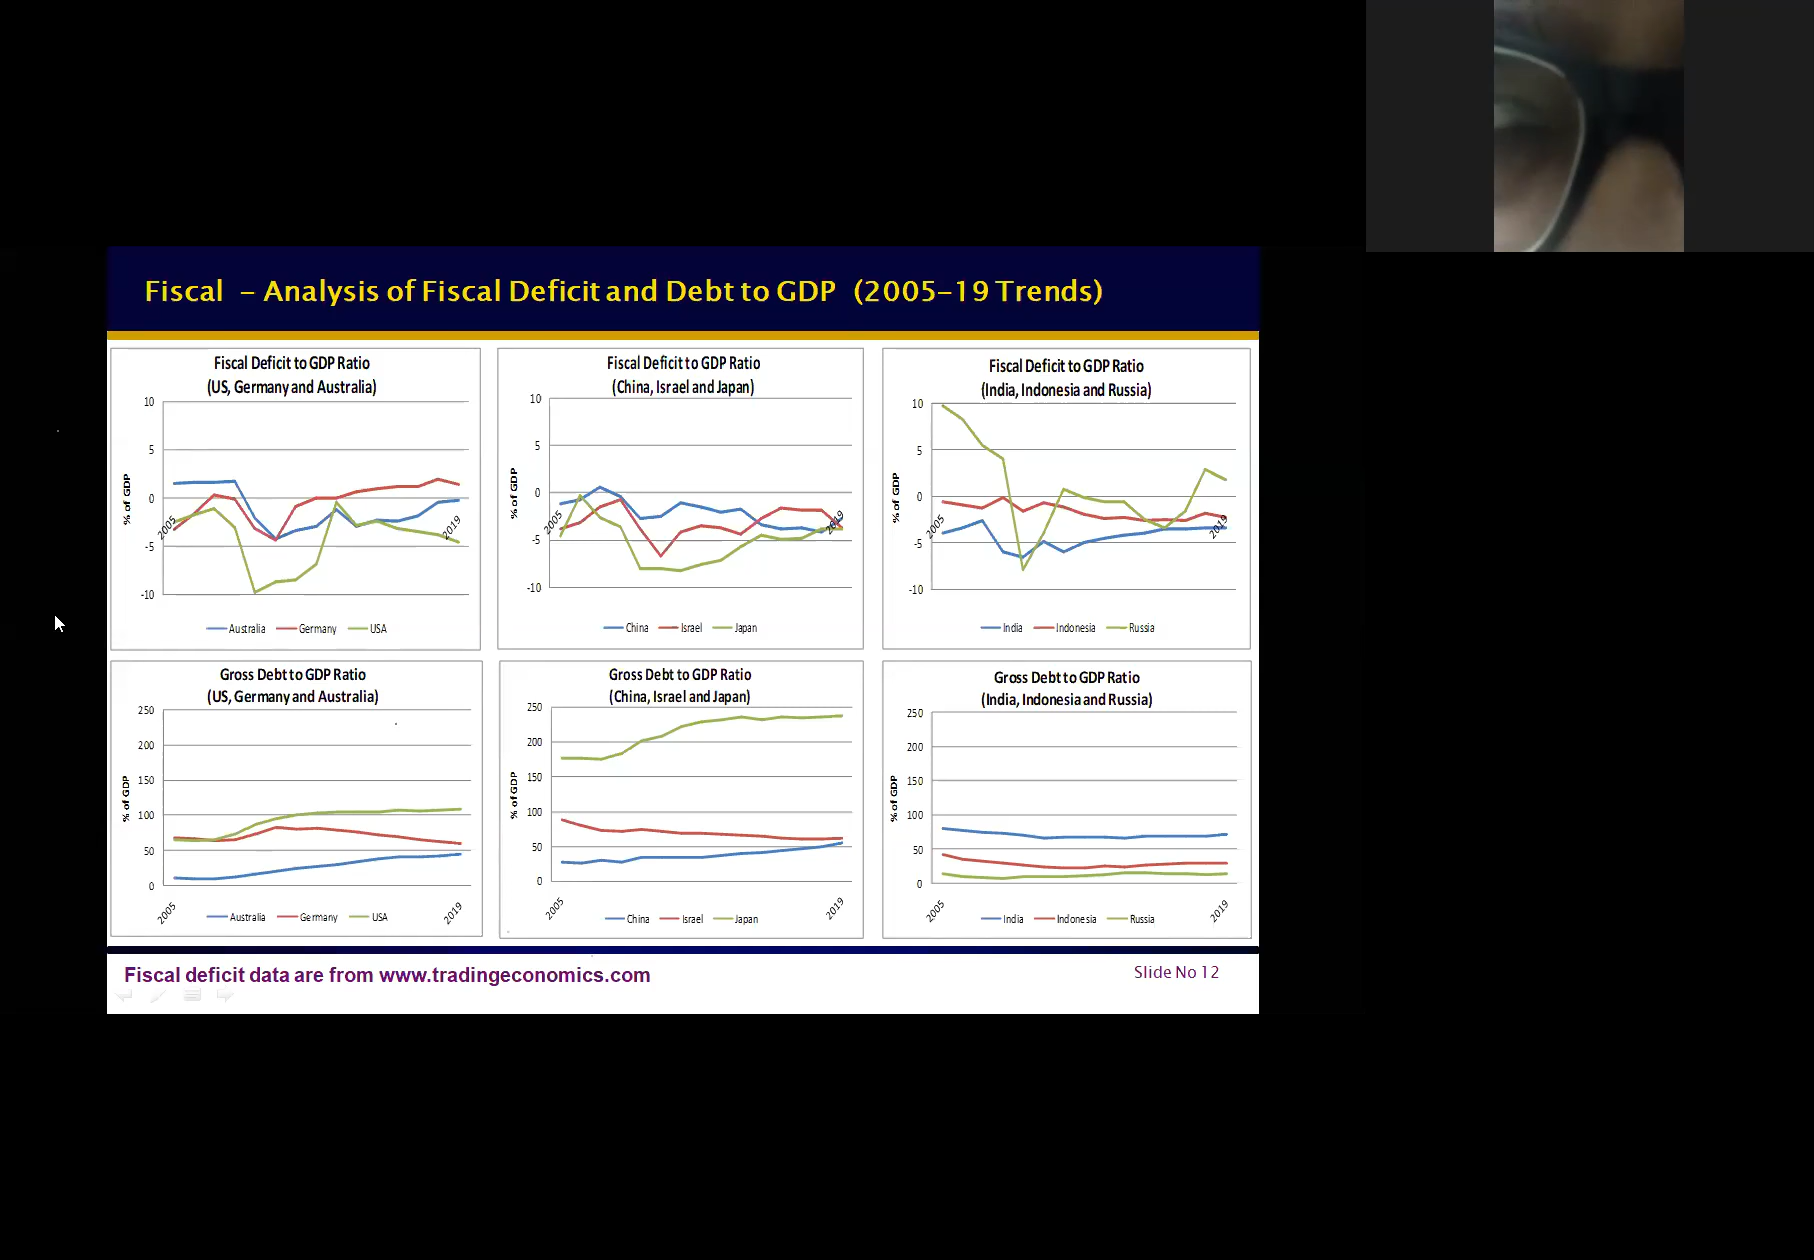 Fiscal – Analysis of Fiscal Deficit and Debt to GDP (2005–19 Trends)
Fiscal Deficit to GDP Ratio
(US, Germany and Australia)
10
5
0
-5
-10
% of GDP
2005
2019
Australia Germany USA
Fiscal Deficit to GDP Ratio
(China, Israel and Japan)
10
5
0
-5
-10
% of GDP
2005
2019
China Israel Japan
Fiscal Deficit to GDP Ratio
(India, Indonesia and Russia)
10
5
0
-5
-10
% of GDP
2005
2019
India Indonesia Russia
Gross Debt to GDP Ratio
(US, Germany and Australia)
250
200
150
100
50
0
% of GDP
2005
2019
Australia Germany USA
Gross Debt to GDP Ratio
(China, Israel and Japan)
250
200
150
100
50
0
% of GDP
2005
2019
China Israel Japan
Gross Debt to GDP Ratio
(India, Indonesia and Russia)
250
200
150
100
50
0
% of GDP
2005
2019
India Indonesia Russia
Fiscal deficit data are from www.tradingeconomics.com
Slide No 12